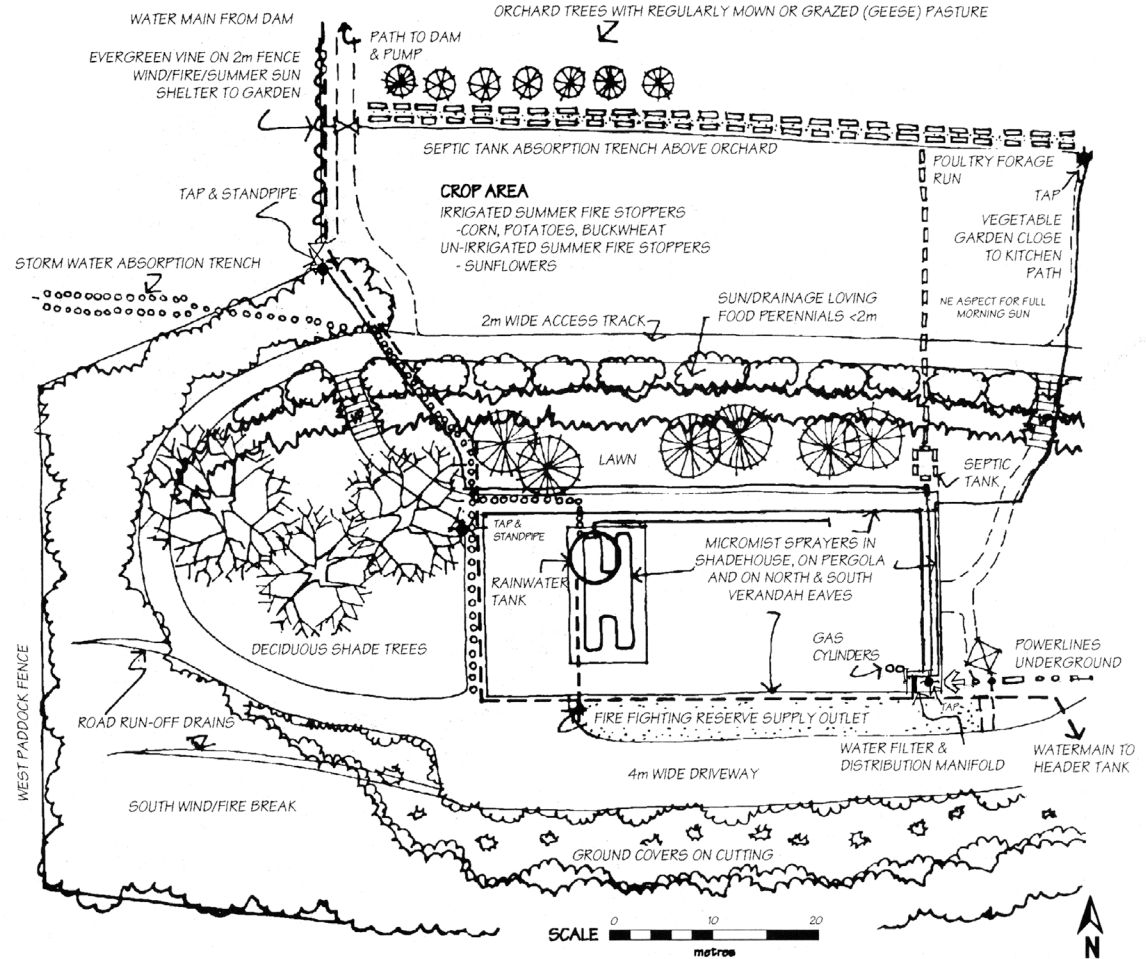 WATER MAIN FROM DAM
ORCHARD TREES WITH REGULARLY MOWN OR GRAZED (GEESE) PASTURE
PATH TO DAM
& PUMP
EVERGREEN VINE ON 2m FENCE
WIND/FIRE/SUMMER SUN
SHELTER TO GARDEN
SEPTIC TANK ABSORPTION TRENCH ABOVE ORCHARD
POULTRY FORAGE
RUN
TAP
TAP & STANDPIPE
CROP AREA
IRRIGATED SUMMER FIRE STOPPERS
-CORN, POTATOES, BUCKWHEAT
UN-IRRIGATED SUMMER FIRE STOPPERS
- SUNFLOWERS
VEGETABLE
GARDEN CLOSE
TO KITCHEN
PATH
STORM WATER ABSORPTION TRENCH
SUN/DRAINAGE LOVING
FOOD PERENNIALS <2m
NE ASPECT FOR FULL
MORNING SUN
2m WIDE ACCESS TRACK
LAWN
SEPTIC
TANK
TAP &
STANDPIPE
MICROMIST SPRAYERS IN
SHADEHOUSE, ON PERGOLA
AND ON NORTH & SOUTH
VERANDAH EAVES
RAINWATER
TANK
DECIDUOUS SHADE TREES
GAS
CYLINDERS
POWERLINES
UNDERGROUND
WEST PADDOCK FENCE
ROAD RUN-OFF DRAINS
FIRE FIGHTING RESERVE SUPPLY OUTLET
TAP
WATER FILTER &
DISTRIBUTION MANIFOLD
WATERMAIN TO
HEADER TANK
4m WIDE DRIVEWAY
SOUTH WIND/FIRE BREAK
GROUND COVERS ON CUTTING
SCALE
0 10 20
metres
N